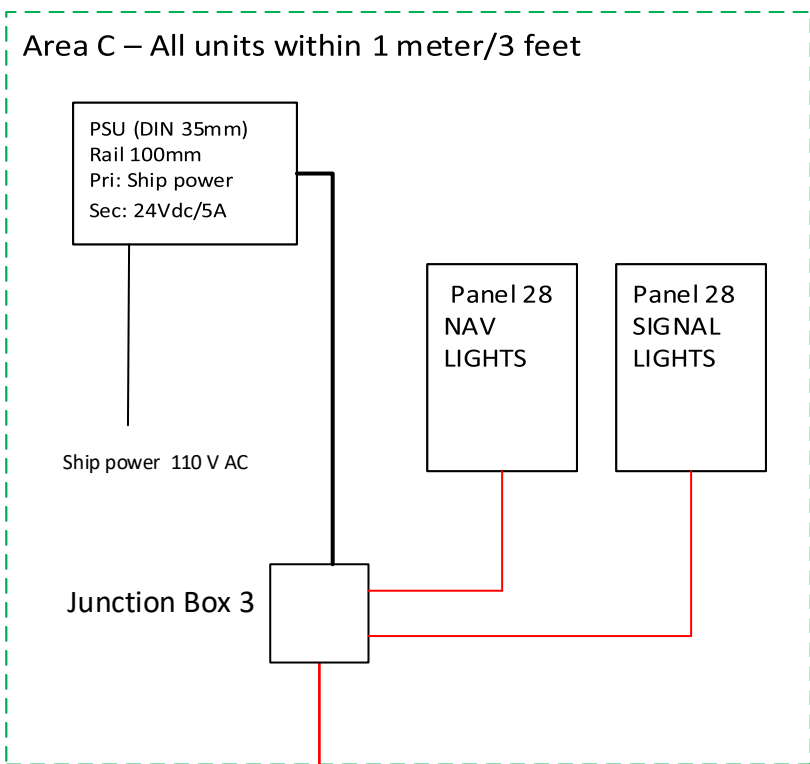 Area C – All units within 1 meter/3 feet
PSU (DIN 35mm)
Rail 100mm
Pri: Ship power
Sec: 24Vdc/5A
Panel 28
NAV
LIGHTS
Panel 28
SIGNAL
LIGHTS
Ship power 110 V AC
Junction Box 3